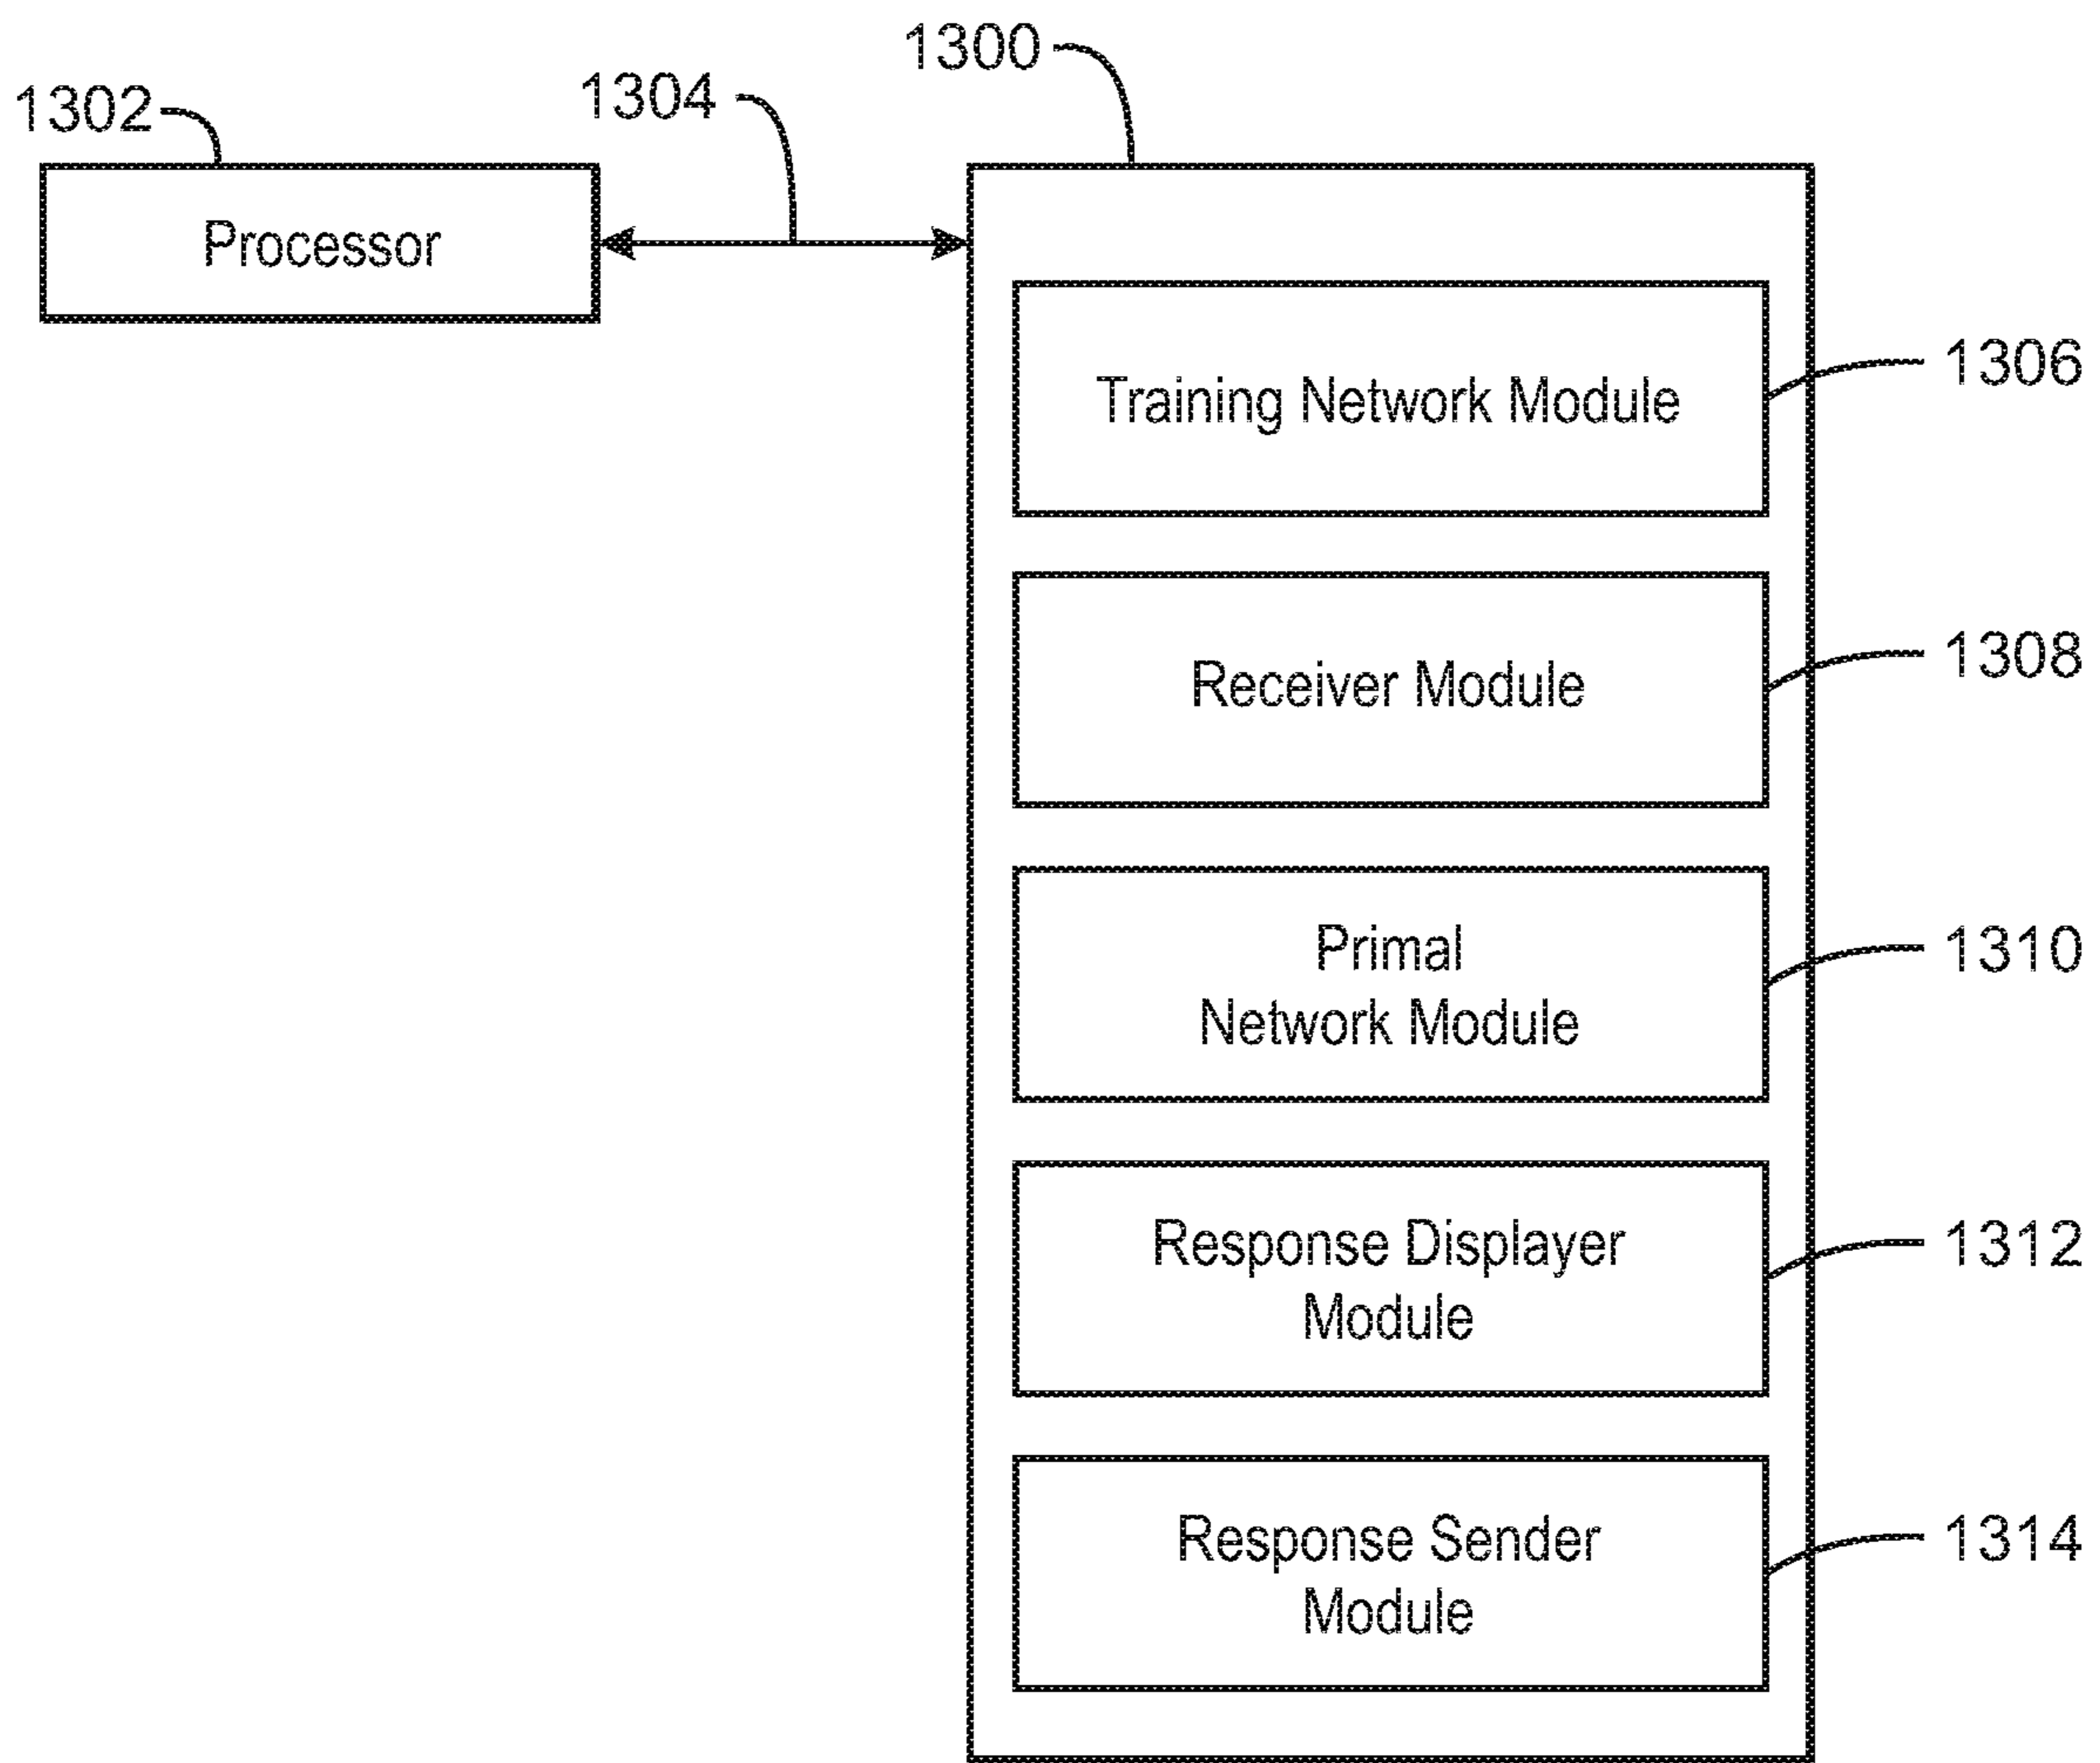 1300
1304
1302
Processor
Training Network Module
1306
Receiver Module
1308
Primal
Network Module
1310
Response Displayer
Module
1312
Response Sender
Module
1314